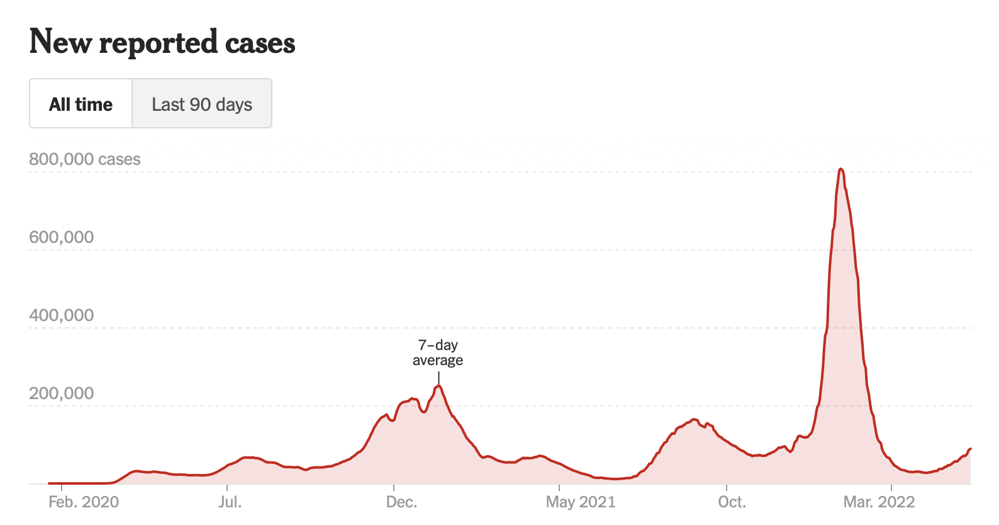 New reported cases
All time
Last 90 days
800,000 cases
600,000
400,000
7–day
average
200,000
Feb. 2020
Jul.
Dec.
May 2021
Oct.
Mar. 2022